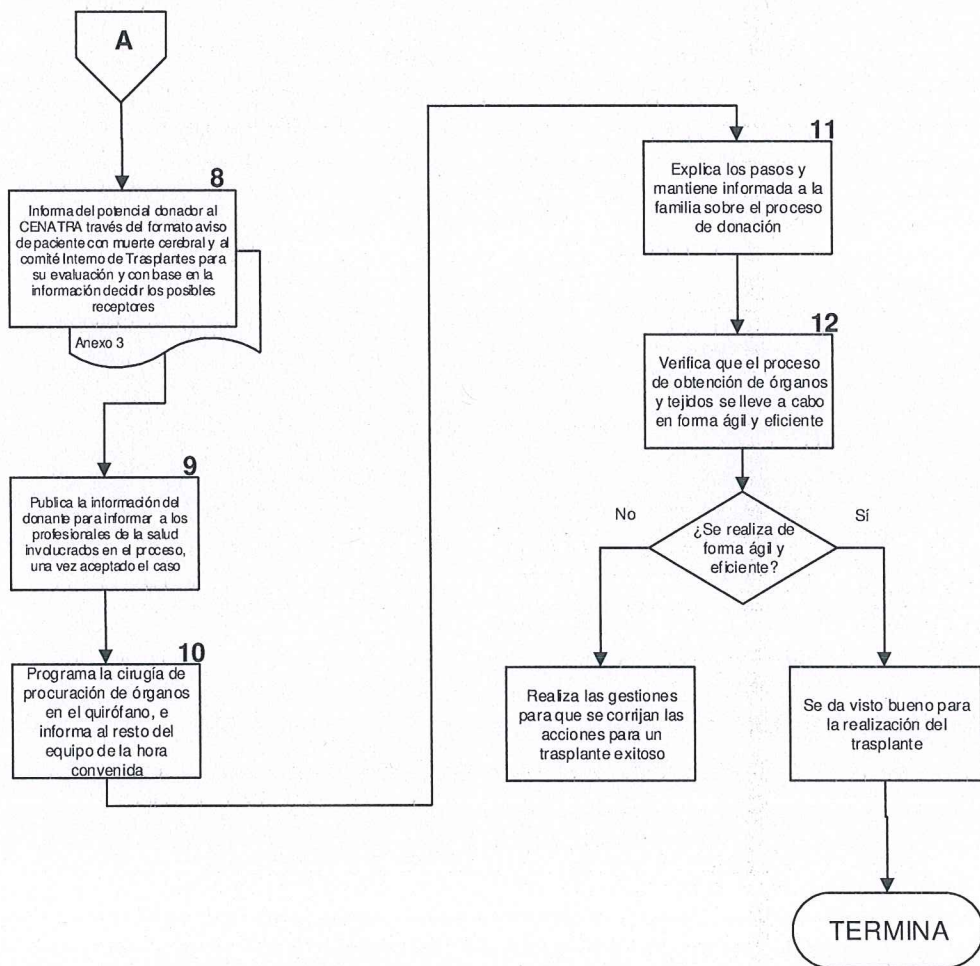 A
8
Informa del potencial donador al
CENATRA través del formato aviso
de paciente con muerte cerebral y al
comité Interno de Trasplantes para
su evaluación y con base en la
información decidir los posibles
receptores
Anexo 3
9
Publica la información del
donante para informar a los
profesionales de la salud
involucrados en el proceso,
una vez aceptado el caso
10
Programa la cirugía de
procuración de órganos
en el quirófano, e
informa al resto del
equipo de la hora
convenida
11
Explica los pasos y
mantiene informada a la
familia sobre el proceso
de donación
12
Verifica que el proceso
de obtención de órganos
y tejidos se lleve a cabo
en forma ágil y eficiente
¿Se realiza de
forma ágil y
eficiente?
No
Sí
Realiza las gestiones
para que se corrijan las
acciones para un
trasplante exitoso
Se da visto bueno para
la realización del
trasplante
TERMINA